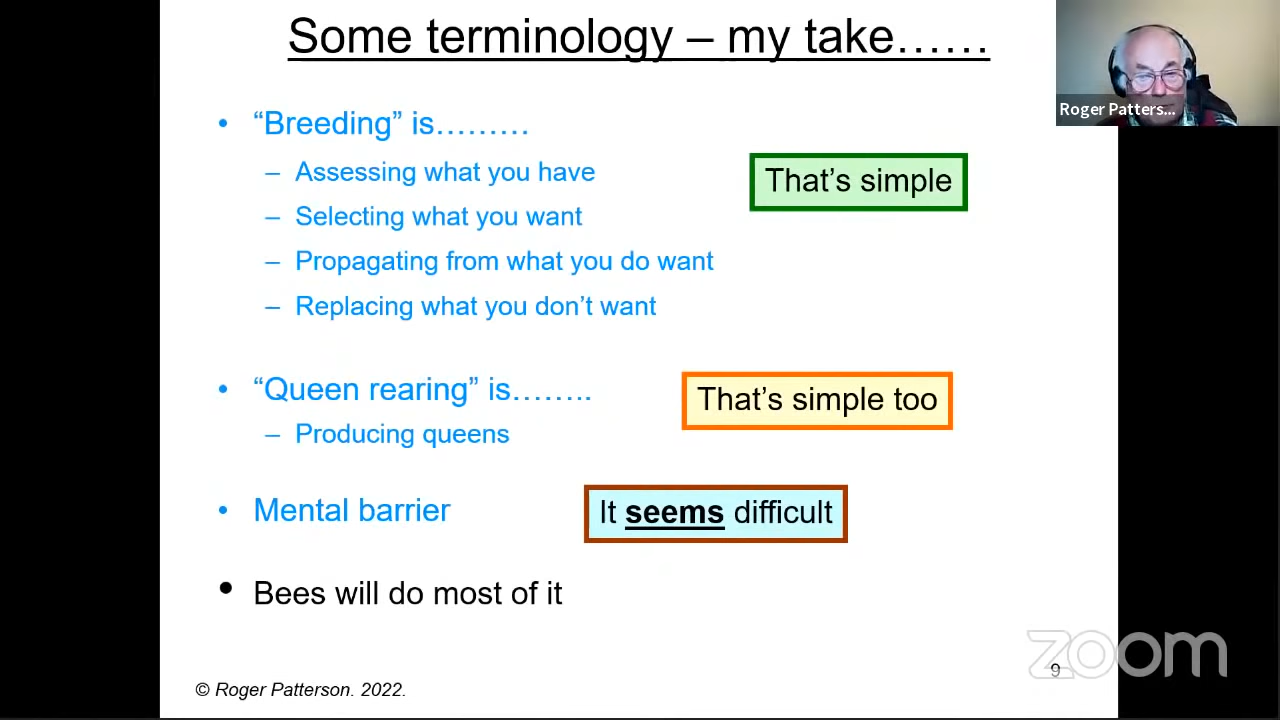 Some terminology – my take……
Roger Patters...
• “Breeding” is………
– Assessing what you have
That’s simple
– Selecting what you want
– Propagating from what you do want
– Replacing what you don’t want
• “Queen rearing” is……..
That’s simple too
– Producing queens
• Mental barrier
It seems difficult
• Bees will do most of it
zoom
9
© Roger Patterson. 2022.